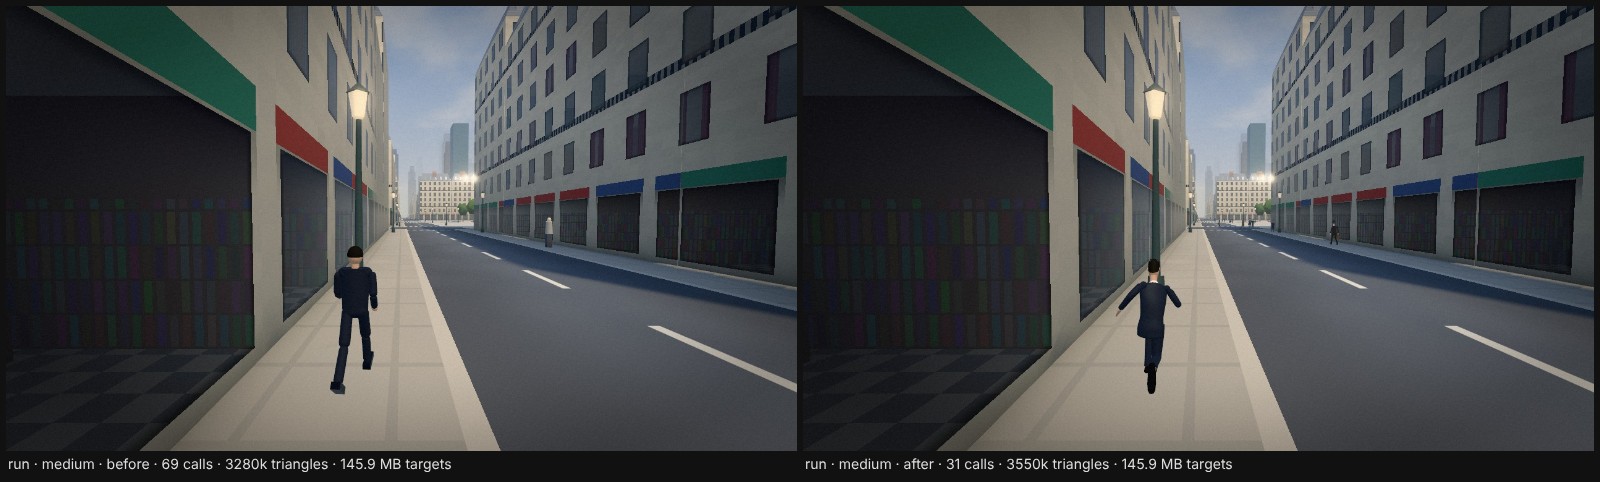 run · medium · before · 69 calls · 3280k triangles · 145.9 MB targets
run · medium · after · 31 calls · 3550k triangles · 145.9 MB targets